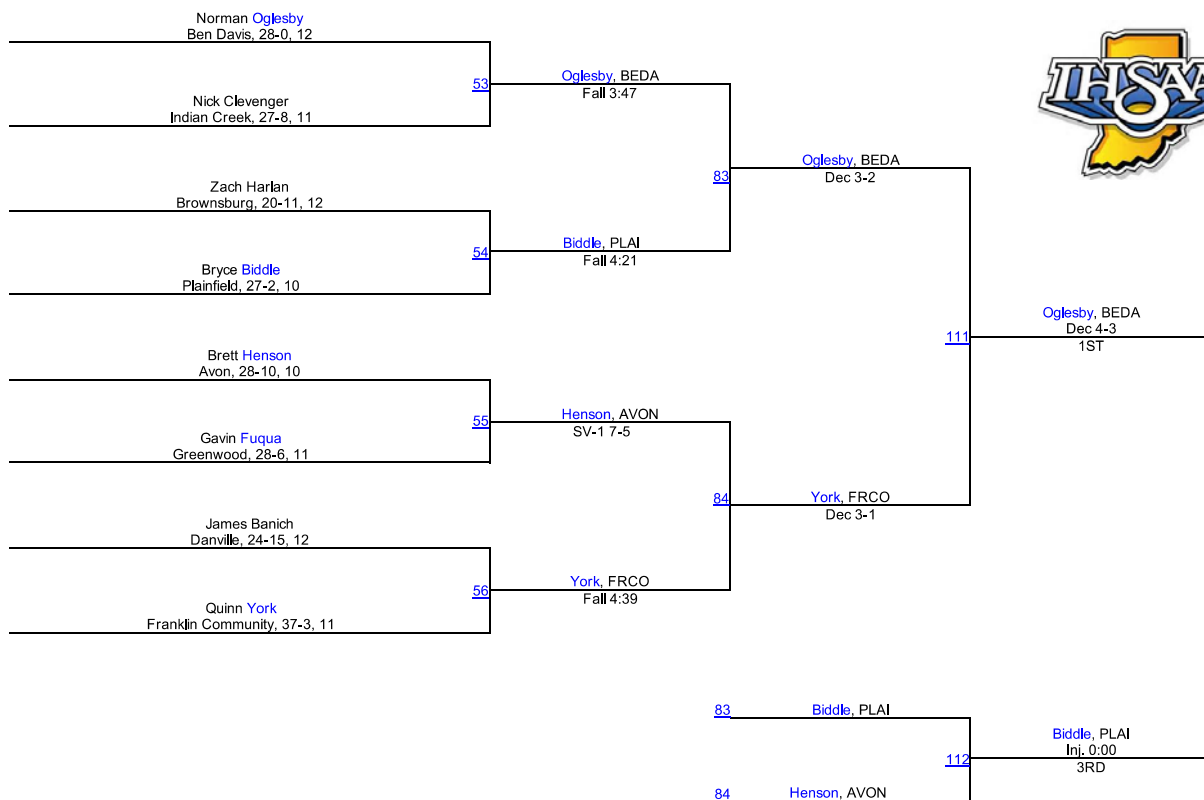 Norman Oglesby
Ben Davis, 28-0, 12
53
Oglesby, BEDA
Fall 3:47
Nick Clevenger
Indian Creek, 27-8, 11
83
Oglesby, BEDA
Dec 3-2
Zach Harlan
Brownsburg, 20-11, 12
54
Biddle, PLAI
Fall 4:21
Bryce Biddle
Plainfield, 27-2, 10
111
Oglesby, BEDA
Dec 4-3
1ST
Brett Henson
Avon, 28-10, 10
55
Henson, AVON
SV-1 7-5
Gavin Fuqua
Greenwood, 28-6, 11
84
York, FRCO
Dec 3-1
James Banich
Danville, 24-15, 12
56
York, FRCO
Fall 4:39
Quinn York
Franklin Community, 37-3, 11
83
Biddle, PLAI
112
Biddle, PLAI
Inj. 0:00
3RD
84
Henson, AVON
IHSAA